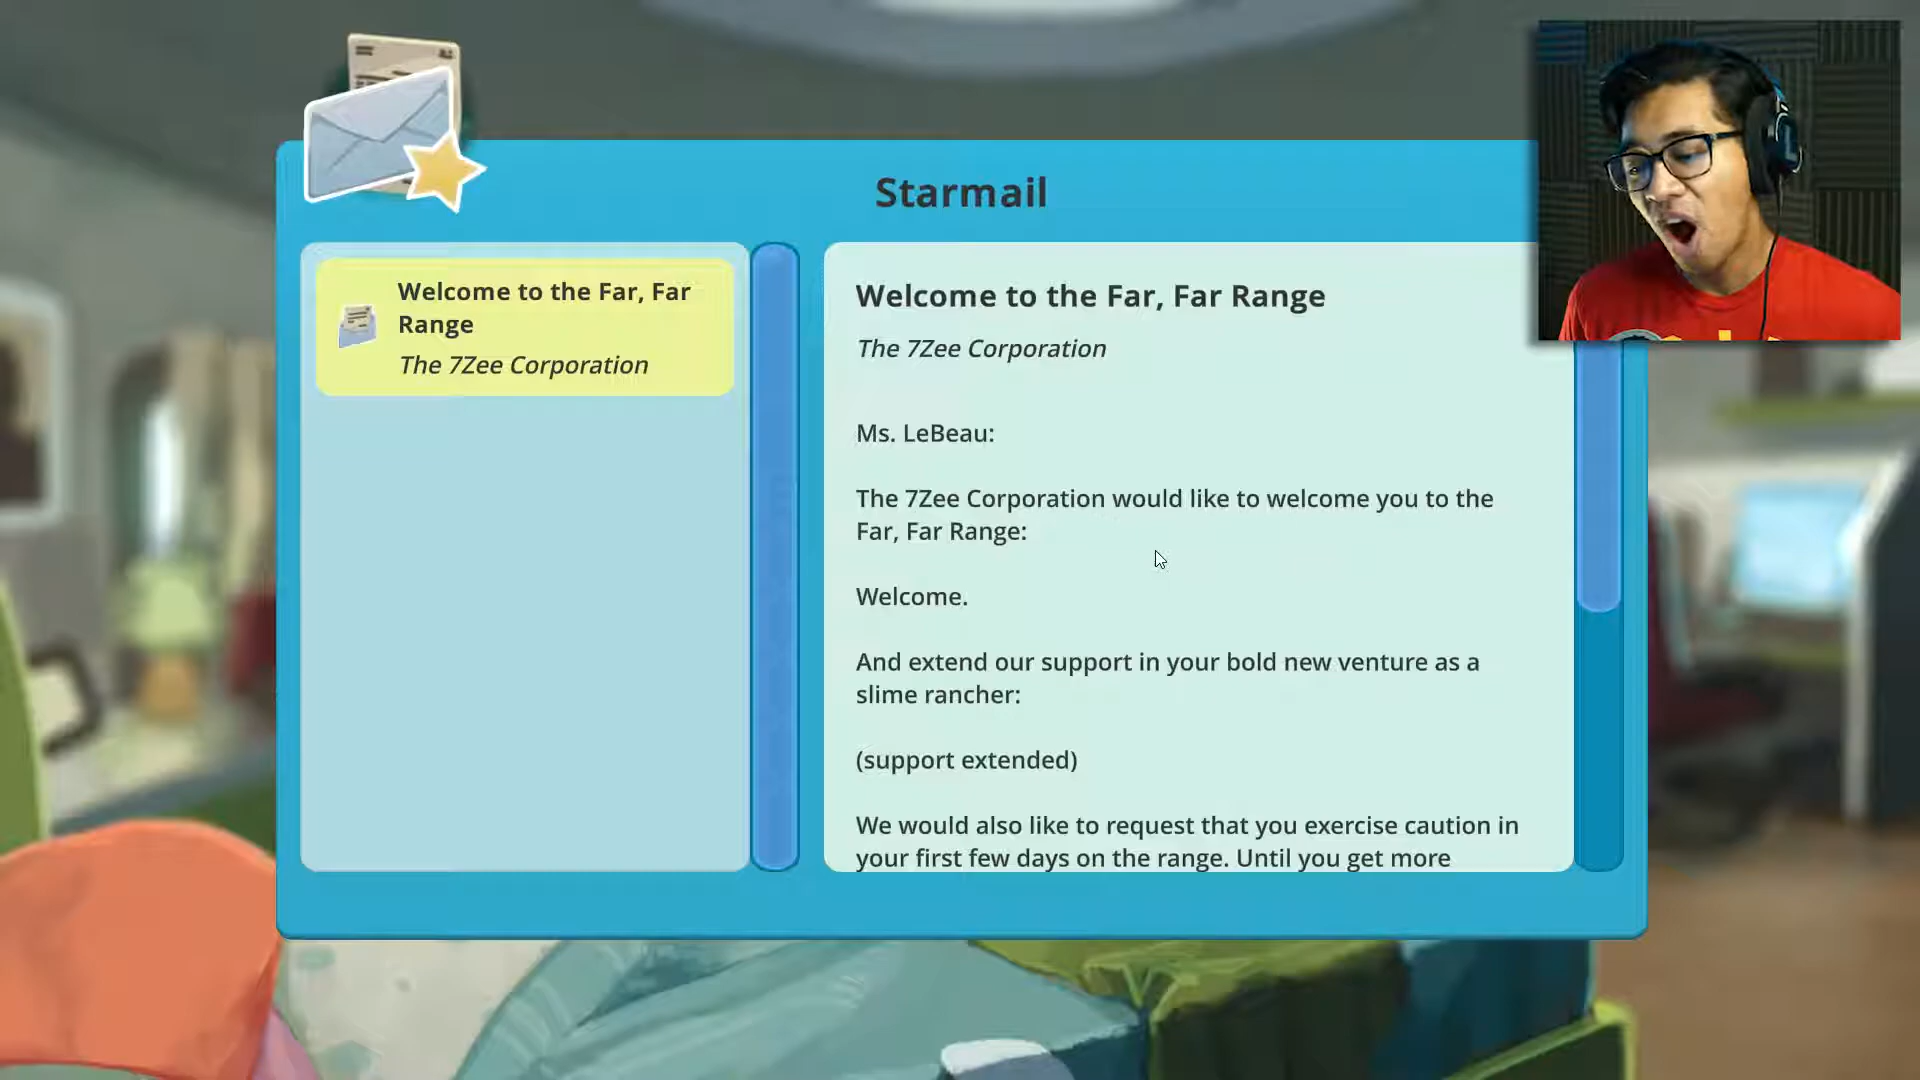 Starmail
Welcome to the Far, Far
Range
The 7Zee Corporation
Welcome to the Far, Far Range
The 7Zee Corporation
Ms. LeBeau:
The 7Zee Corporation would like to welcome you to the
Far, Far Range:
Welcome.
And extend our support in your bold new venture as a
slime rancher:
(support extended)
We would also like to request that you exercise caution in
your first few days on the range. Until you get more